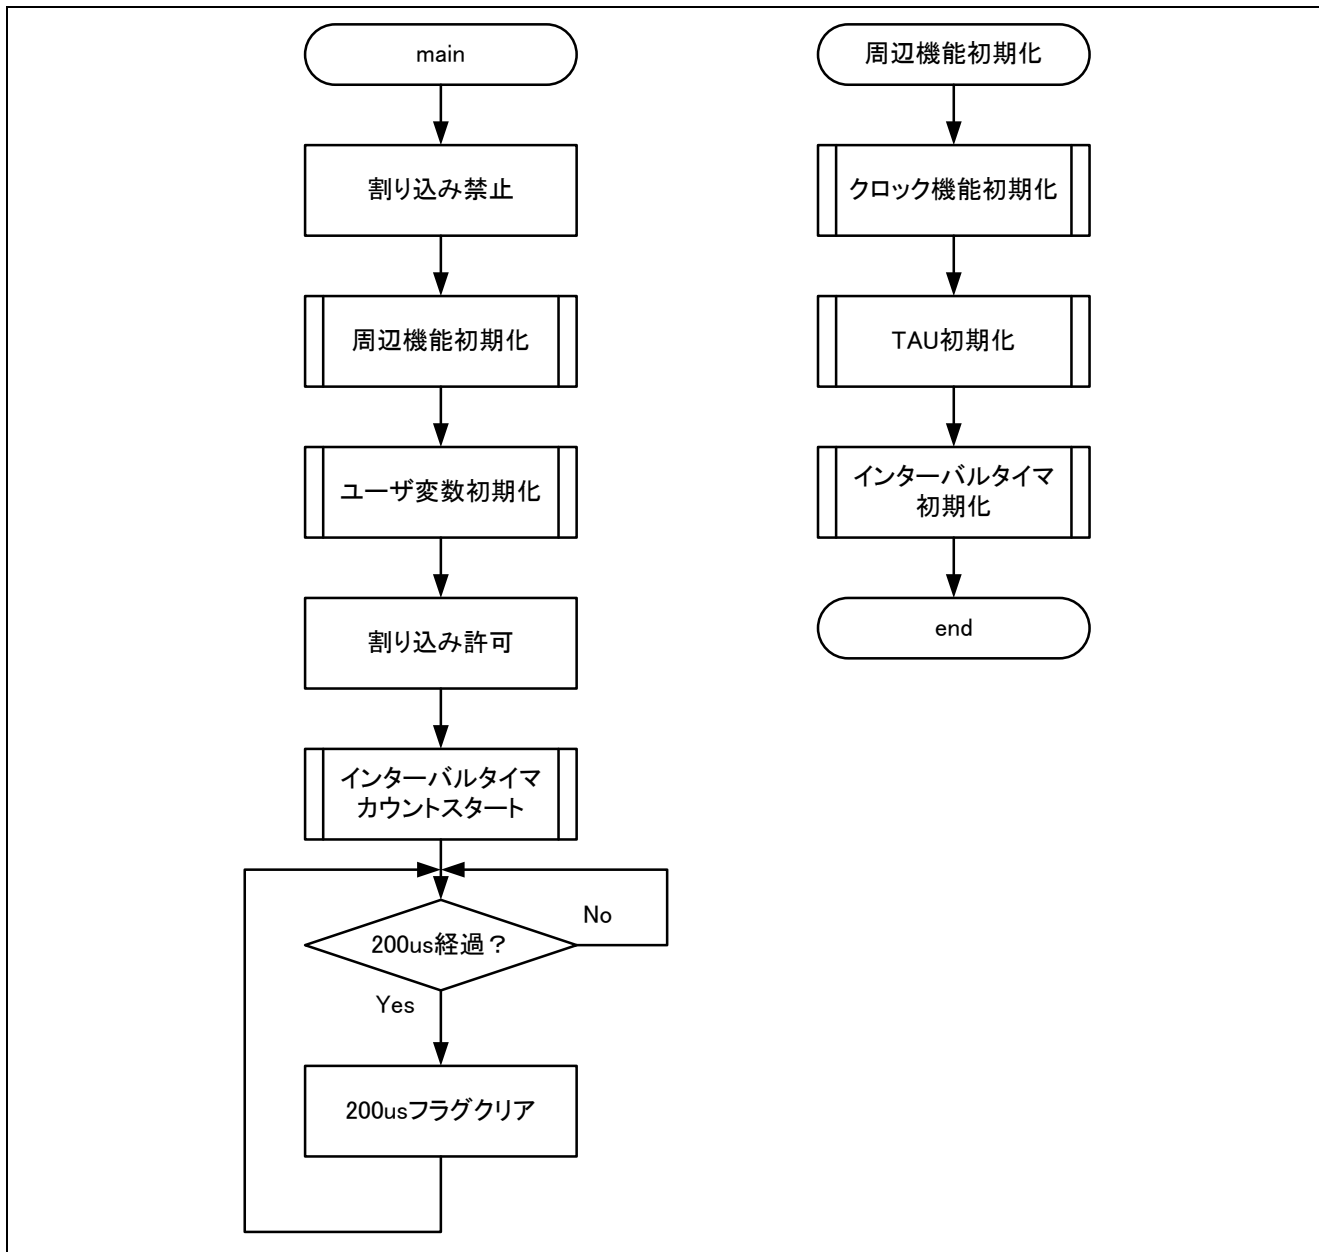 main
割り込み禁止
周辺機能初期化
ユーザ変数初期化
割り込み許可
インターバルタイマ
カウントスタート
200us経過？
No
Yes
200usフラグクリア
周辺機能初期化
クロック機能初期化
TAU初期化
インターバルタイマ
初期化
end